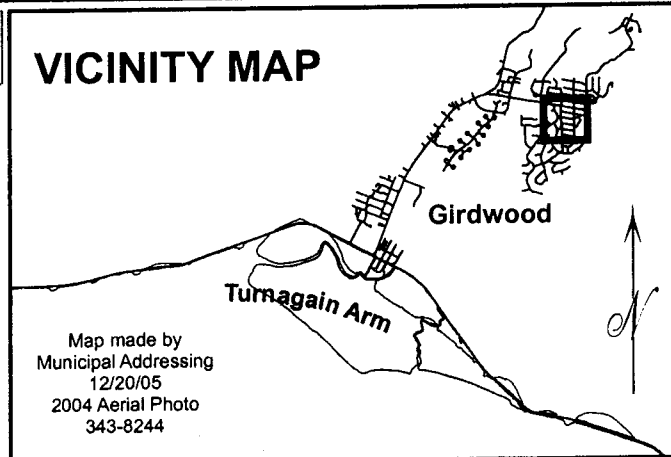 VICINITY MAP
Girdwood
Turnagain Arm
N
Map made by
Municipal Addressing
12/20/05
2004 Aerial Photo
343-8244